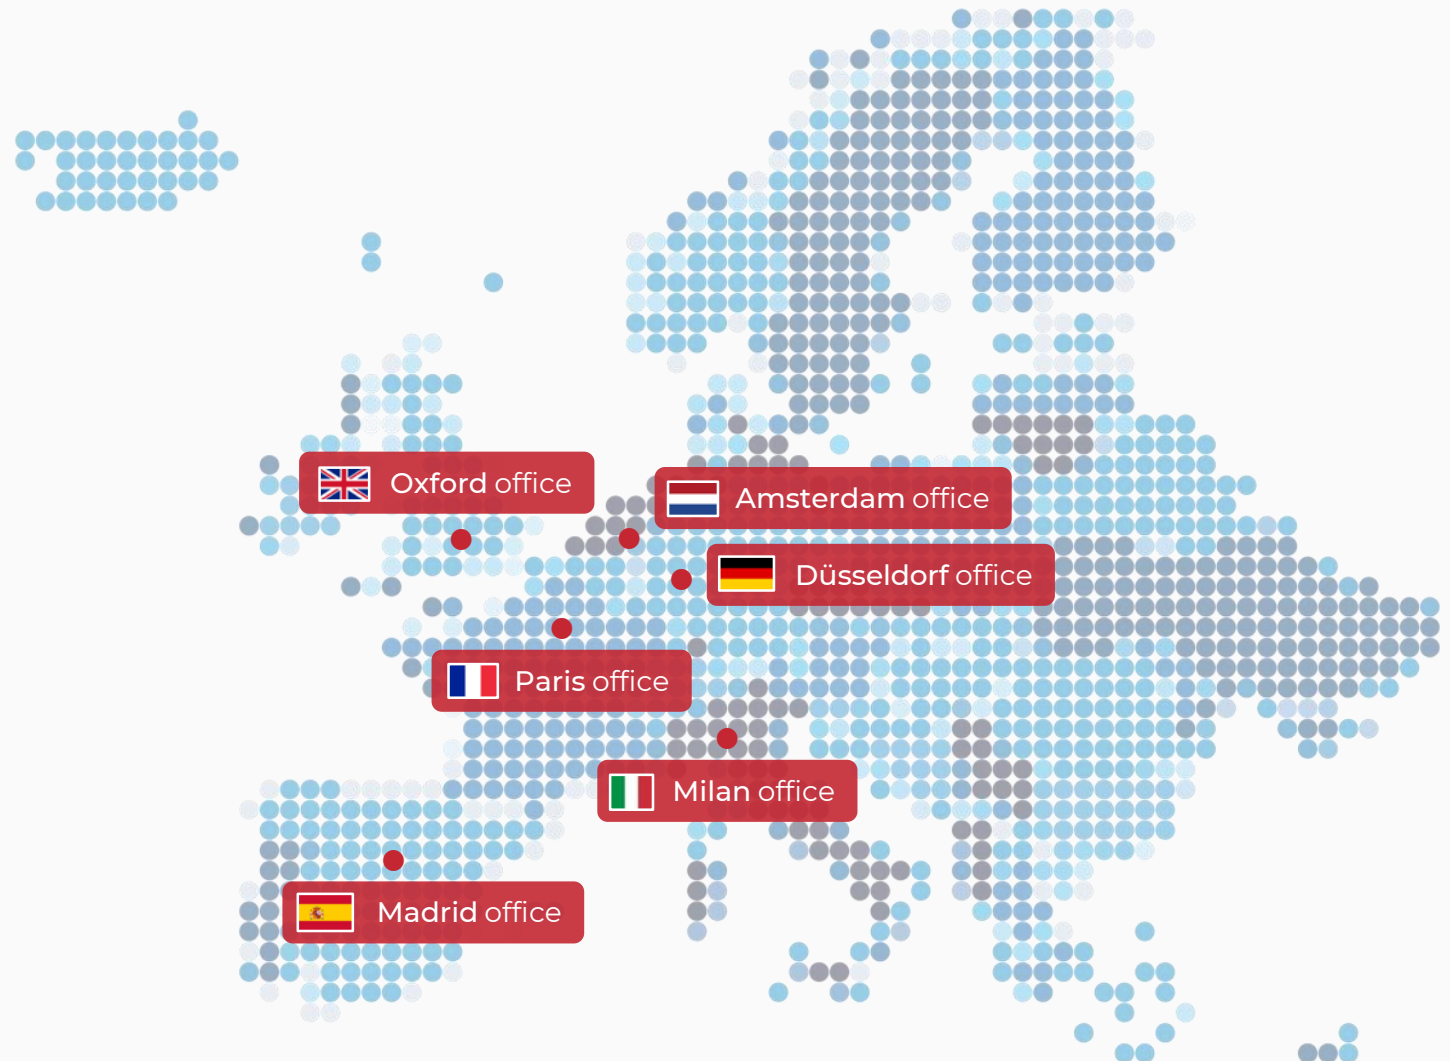 Oxford office
Amsterdam office
Düsseldorf office
Paris office
Milan office
Madrid office